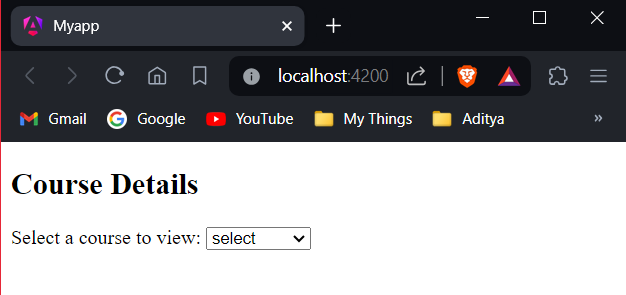 Myapp
localhost:4200
Gmail Google YouTube My Things Aditya »
Course Details
Select a course to view: select